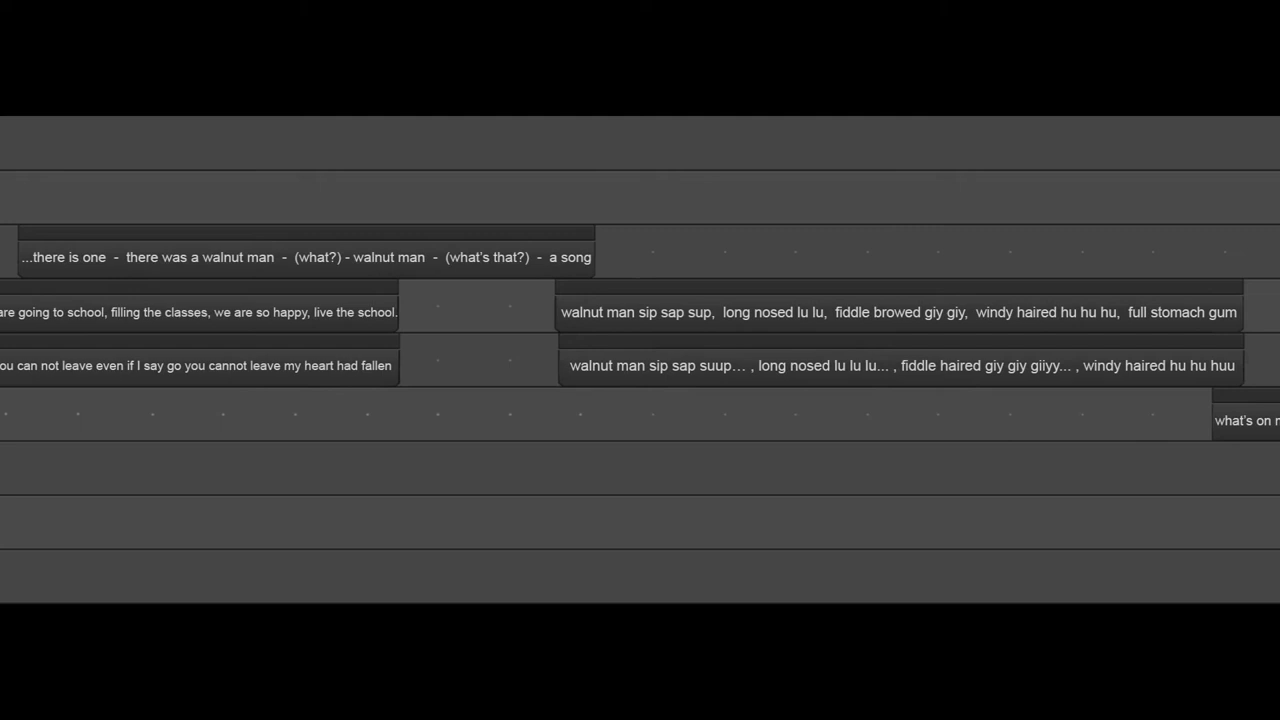 ...there is one - there was a walnut man - (what?) - walnut man - (what's that?) - a song
are going to school, filling the classes, we are so happy, live the school.
walnut man sip sap sup, long nosed lu lu, fiddle browed giy giy, windy haired hu hu hu, full stomach gum
you can not leave even if I say go you cannot leave my heart had fallen
walnut man sip sap suup... , long nosed lu lu lu... , fiddle haired giy giy giiyy... , windy haired hu hu huu
what's on